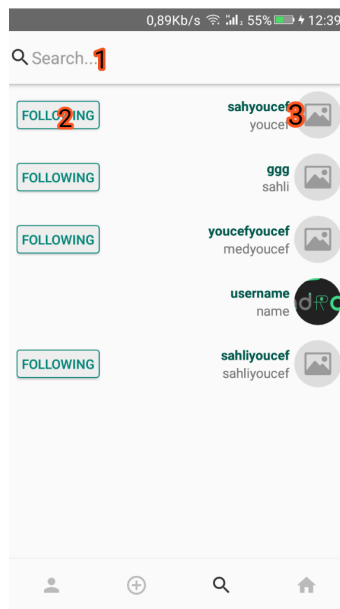 0,89Kb/s 55% 12:39
Search... 1
FOLLOWING 2 sahyoucef 3
youcef
FOLLOWING ggg
sahli
FOLLOWING youcefyoucef
medyoucef
username
name
FOLLOWING sahliyoucef
sahliyoucef